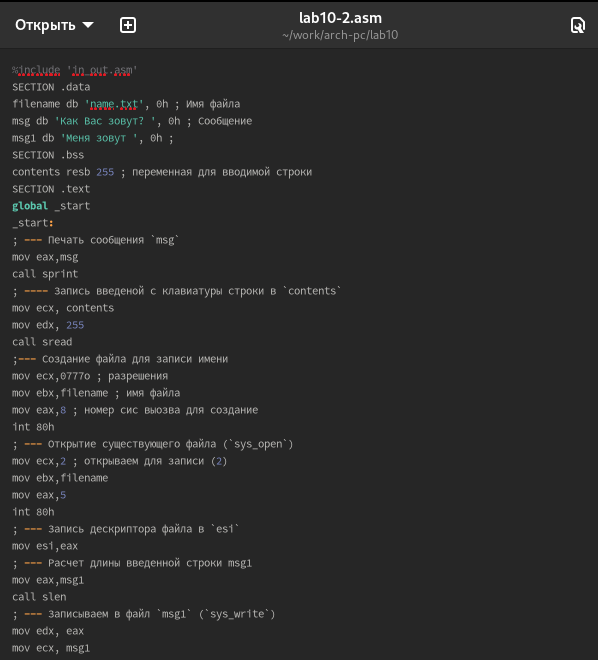 Открыть
lab10-2.asm
~/work/arch-pc/lab10
%include 'in_out.asm'
SECTION .data
filename db 'name.txt', 0h ; Имя файла
msg db 'Как Вас зовут? ', 0h ; Сообщение
msg1 db 'Меня зовут ', 0h ;
SECTION .bss
contents resb 255 ; переменная для вводимой строки
SECTION .text
global _start
_start:
; --- Печать сообщения `msg`
mov eax,msg
call sprint
; ---- Запись введеной с клавиатуры строки в `contents`
mov ecx, contents
mov edx, 255
call sread
;--- Создание файла для записи имени
mov ecx,0777o ; разрешения
mov ebx,filename ; имя файла
mov eax,8 ; номер сис выозва для создание
int 80h
; --- Открытие существующего файла (`sys_open`)
mov ecx,2 ; открываем для записи (2)
mov ebx,filename
mov eax,5
int 80h
; --- Запись дескриптора файла в `esi`
mov esi,eax
; --- Расчет длины введенной строки msg1
mov eax,msg1
call slen
; --- Записываем в файл `msg1` (`sys_write`)
mov edx, eax
mov ecx, msg1